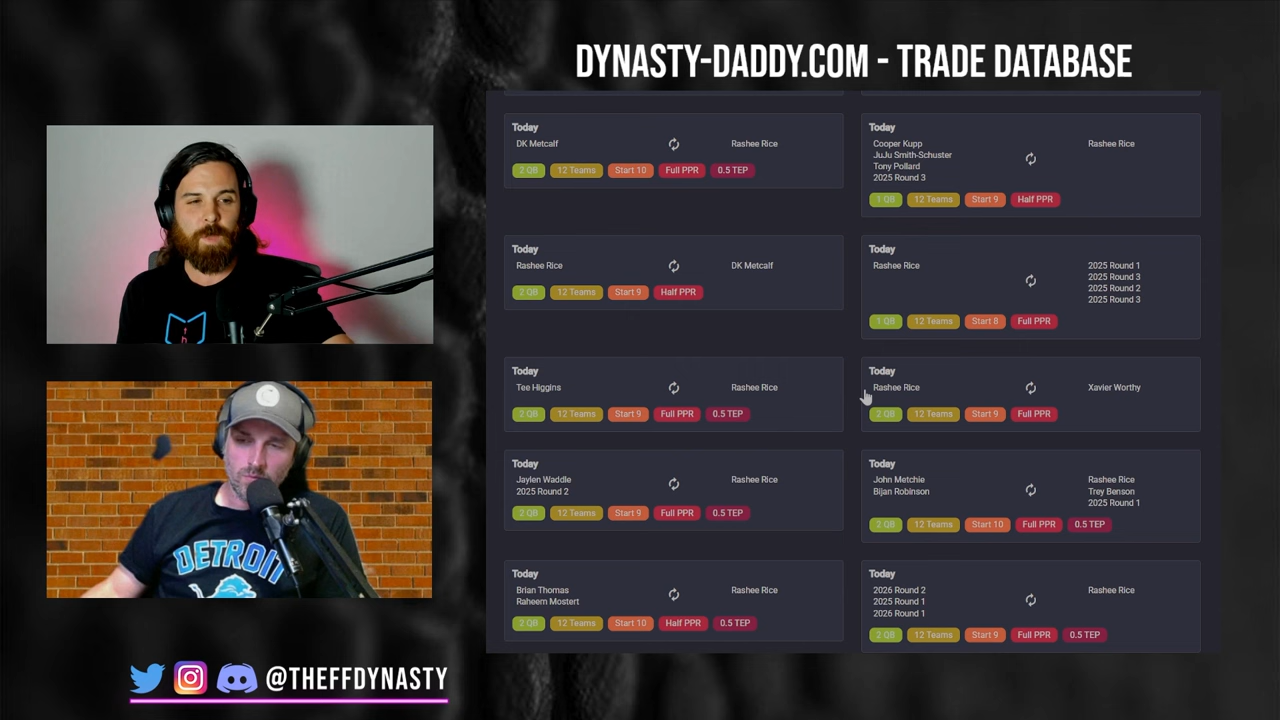 DYNASTY-DADDY.COM - TRADE DATABASE
Today
DK Metcalf
Rashee Rice
2 QB 12 Teams Start 10 Full PPR 0.5 TEP
Today
Cooper Kupp
JuJu Smith-Schuster
Tony Pollard
2025 Round 3
Rashee Rice
1 QB 12 Teams Start 9 Half PPR
Today
Rashee Rice
DK Metcalf
2 QB 12 Teams Start 9 Half PPR
Today
Rashee Rice
2025 Round 1
2025 Round 3
2025 Round 2
2025 Round 3
1 QB 12 Teams Start 8 Full PPR
Today
Tee Higgins
Rashee Rice
2 QB 12 Teams Start 9 Full PPR 0.5 TEP
Today
Rashee Rice
Xavier Worthy
2 QB 12 Teams Start 9 Full PPR
Today
Jaylen Waddle
2025 Round 2
Rashee Rice
2 QB 12 Teams Start 9 Full PPR 0.5 TEP
Today
John Metchie
Bijan Robinson
Rashee Rice
Trey Benson
2025 Round 1
2 QB 12 Teams Start 10 Full PPR 0.5 TEP
Today
Brian Thomas
Raheem Mostert
Rashee Rice
2 QB 12 Teams Start 10 Half PPR 0.5 TEP
Today
2026 Round 2
2025 Round 1
2026 Round 1
Rashee Rice
2 QB 12 Teams Start 9 Full PPR 0.5 TEP
DETROIT
@THEFFDYNASTY